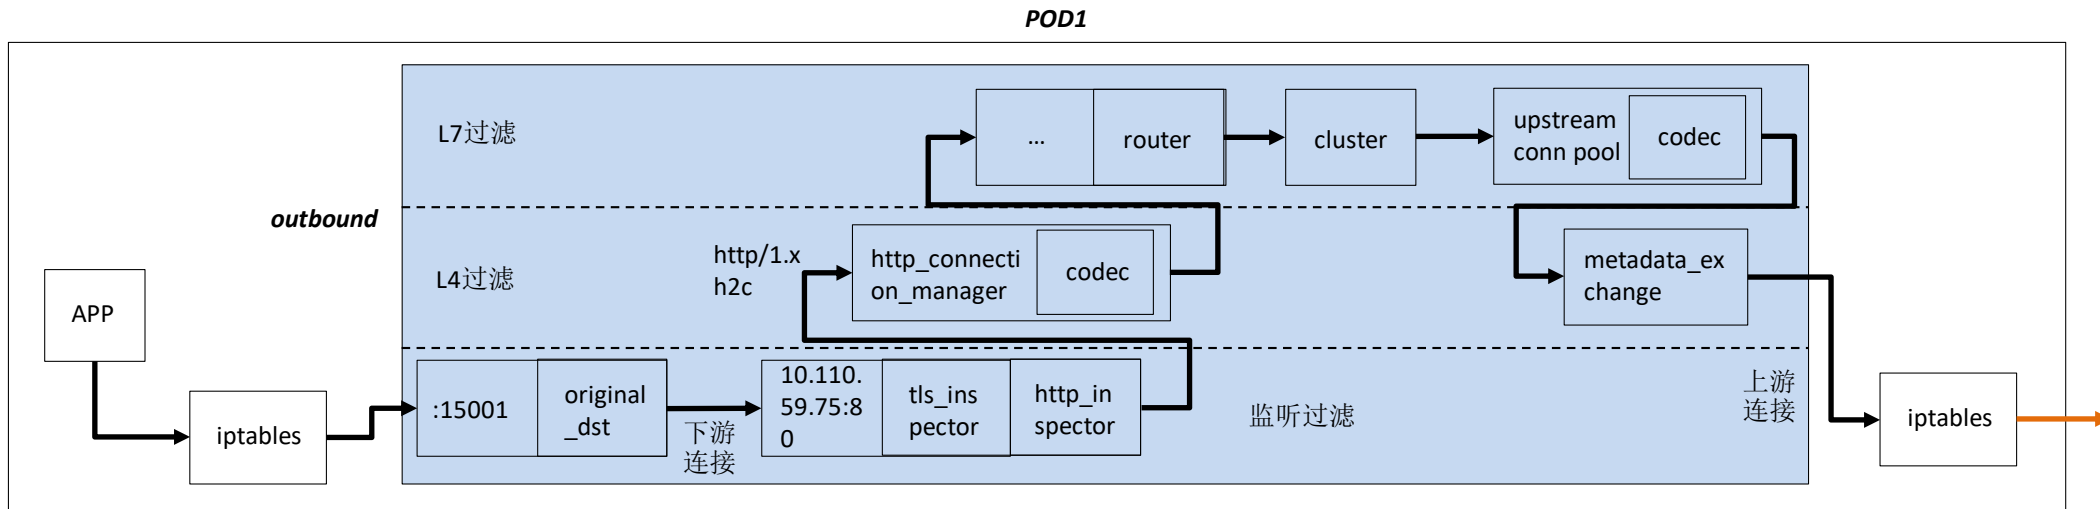 POD1
L7过滤
...
router
cluster
upstream
conn pool
codec
outbound
L4过滤
http/1.x
h2c
http_connecti
on_manager
codec
metadata_ex
change
APP
iptables
:15001
original
_dst
下游
连接
10.110.
59.75:8
0
tls_ins
pector
http_in
spector
监听过滤
上游
连接
iptables